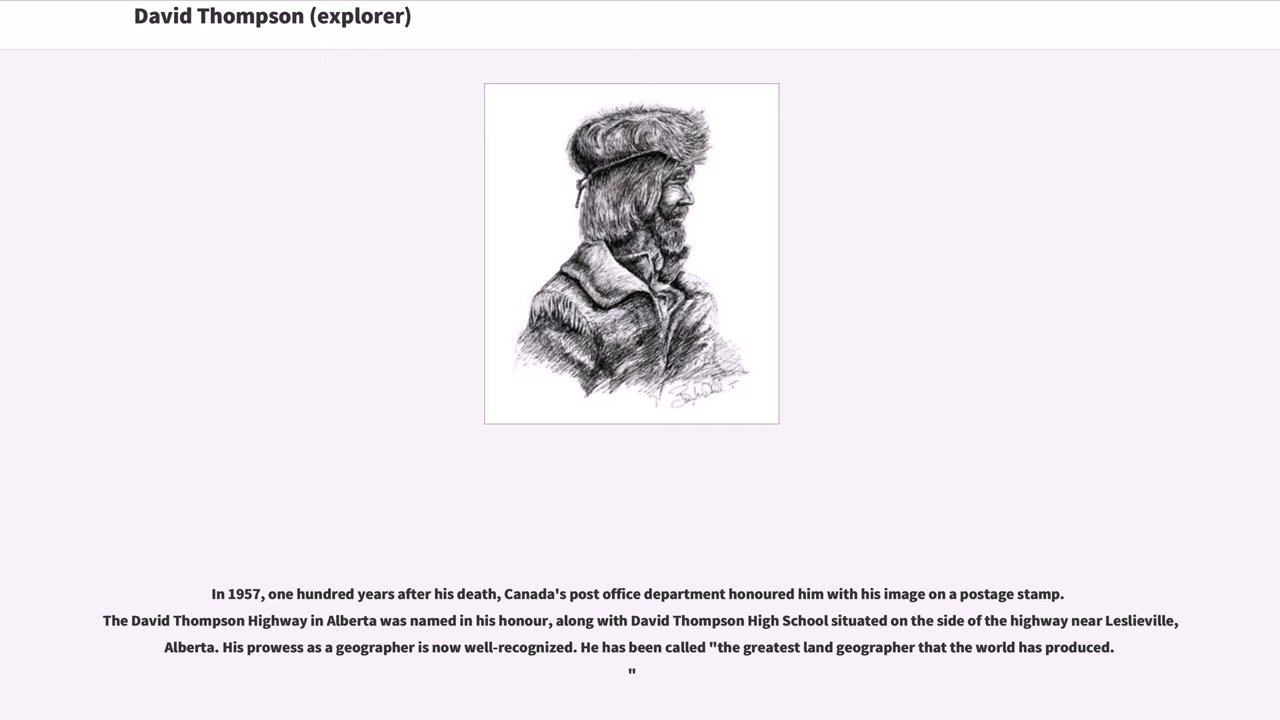 David Thompson (explorer)
In 1957, one hundred years after his death, Canada's post office department honoured him with his image on a postage stamp.
The David Thompson Highway in Alberta was named in his honour, along with David Thompson High School situated on the side of the highway near Leslieville,
Alberta. His prowess as a geographer is now well-recognized. He has been called "the greatest land geographer that the world has produced.
"